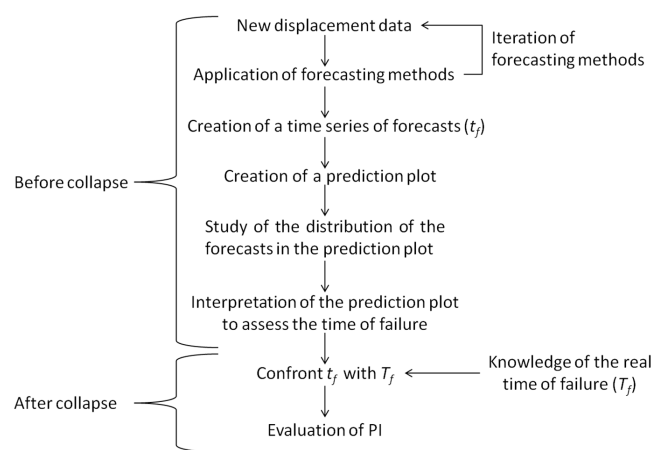 New displacement data
Iteration of
forecasting methods
Application of forecasting methods
Creation of a time series of forecasts (tf)
Before collapse
Creation of a prediction plot
Study of the distribution of the
forecasts in the prediction plot
Interpretation of the prediction plot
to assess the time of failure
Confront tf with Tf
Knowledge of the real
time of failure (Tf)
After collapse
Evaluation of PI